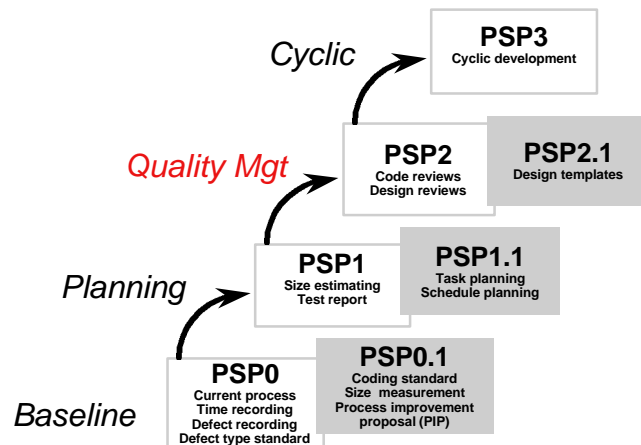 Cyclic
PSP3
Cyclic development
Quality Mgt
PSP2
Code reviews
Design reviews
PSP2.1
Design templates
Planning
PSP1
Size estimating
Test report
PSP1.1
Task planning
Schedule planning
Baseline
PSP0
Current process
Time recording
Defect recording
Defect type standard
PSP0.1
Coding standard
Size measurement
Process improvement
proposal (PIP)